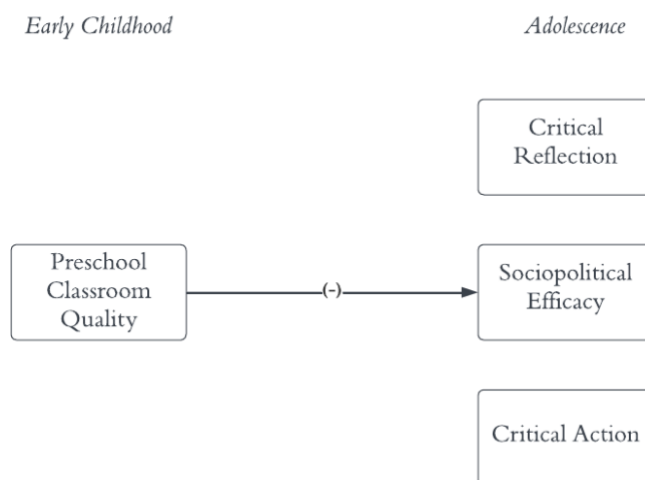 Early Childhood
Adolescence
Critical
Reflection
Preschool
Classroom
Quality
(-)
Sociopolitical
Efficacy
Critical Action